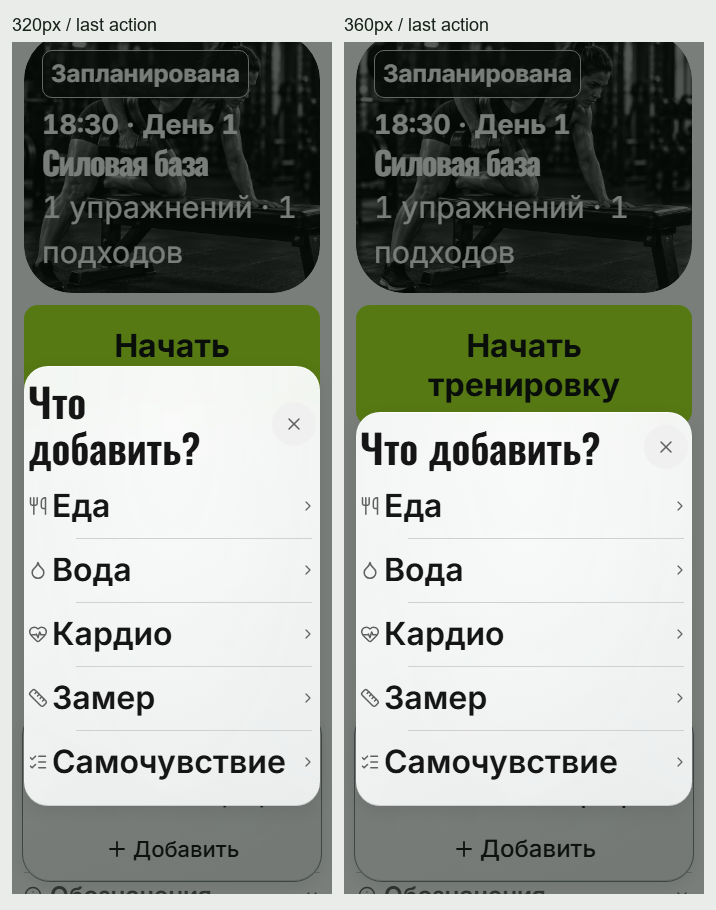 320px / last action
Запланирована
18:30 · День 1
Силовая база
1 упражнений · 1
подходов
Начать
Что
добавить?
Еда
Вода
Кардио
Замер
Самочувствие
+ Добавить
Обозначения
360px / last action
Запланирована
18:30 · День 1
Силовая база
1 упражнений · 1
подходов
Начать
тренировку
Что добавить?
Еда
Вода
Кардио
Замер
Самочувствие
+ Добавить
Обозначения